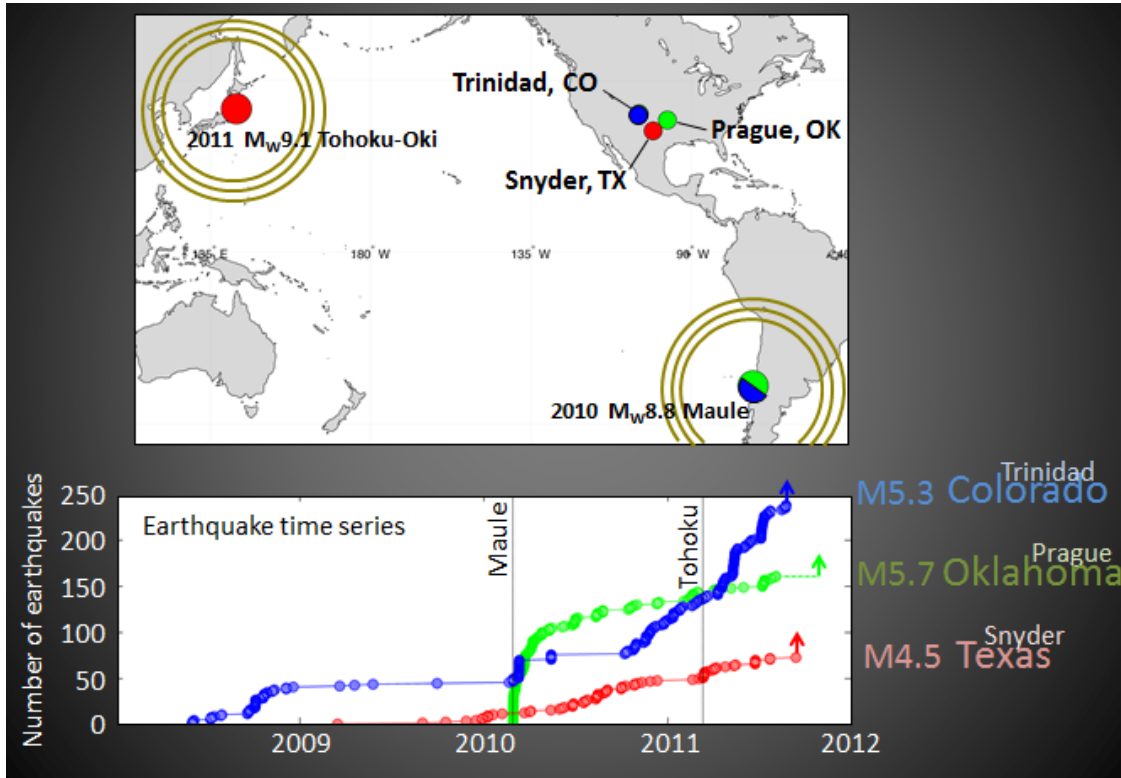 Trinidad, CO
Prague, OK
2011 MW9.1 Tohoku-Oki
Snyder, TX
135 E
180 W
135 W
90 W
2010 MW8.8 Maule
Number of earthquakes
250
200
150
100
50
0
Earthquake time series
Maule
Tohoku
2009
2010
2011
2012
Trinidad
M5.3 Colorado
Prague
M5.7 Oklahoma
Snyder
M4.5 Texas